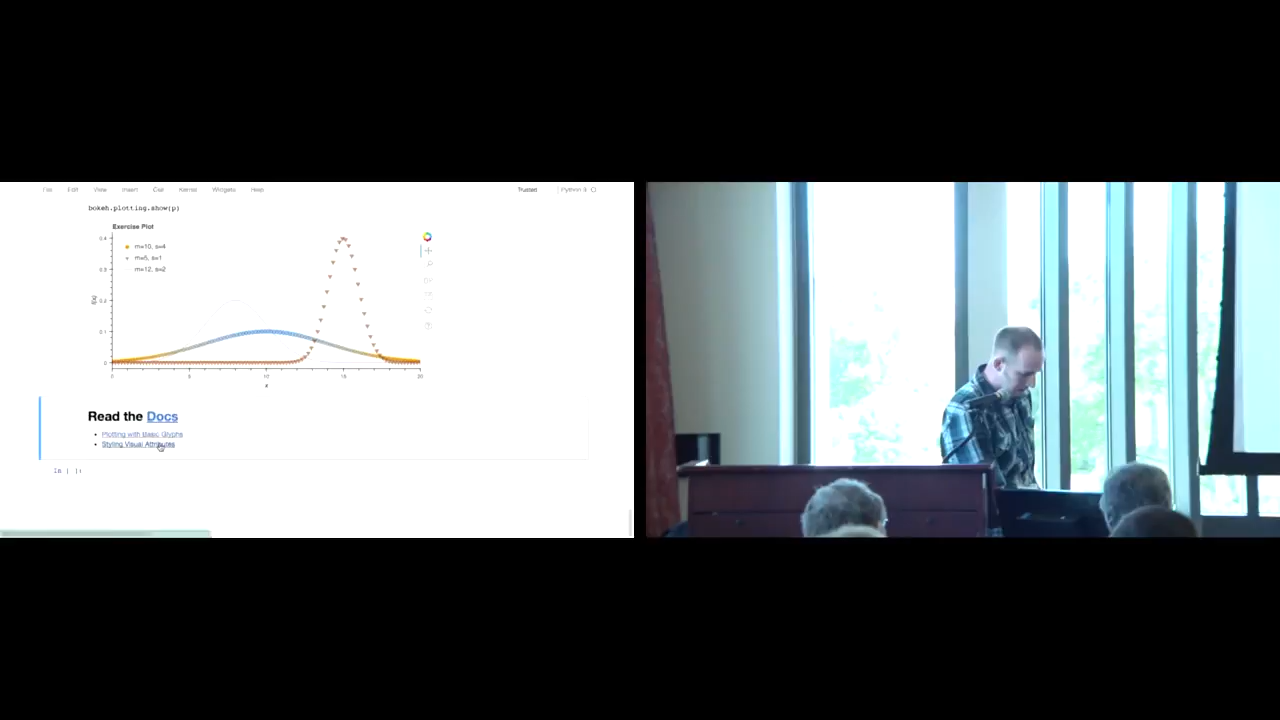 File Edit View Insert Cell Kernel Widgets Help Trusted Python 3
bokeh.plotting.show(p)
Exercise Plot
m=10, s=4
m=5, s=1
m=12, s=2
0.4
0.3
0.2
0.1
0
f(x)
0 5 10 15 20
x
Read the Docs
Plotting with Basic Glyphs
Styling Visual Attributes
In [ ]: